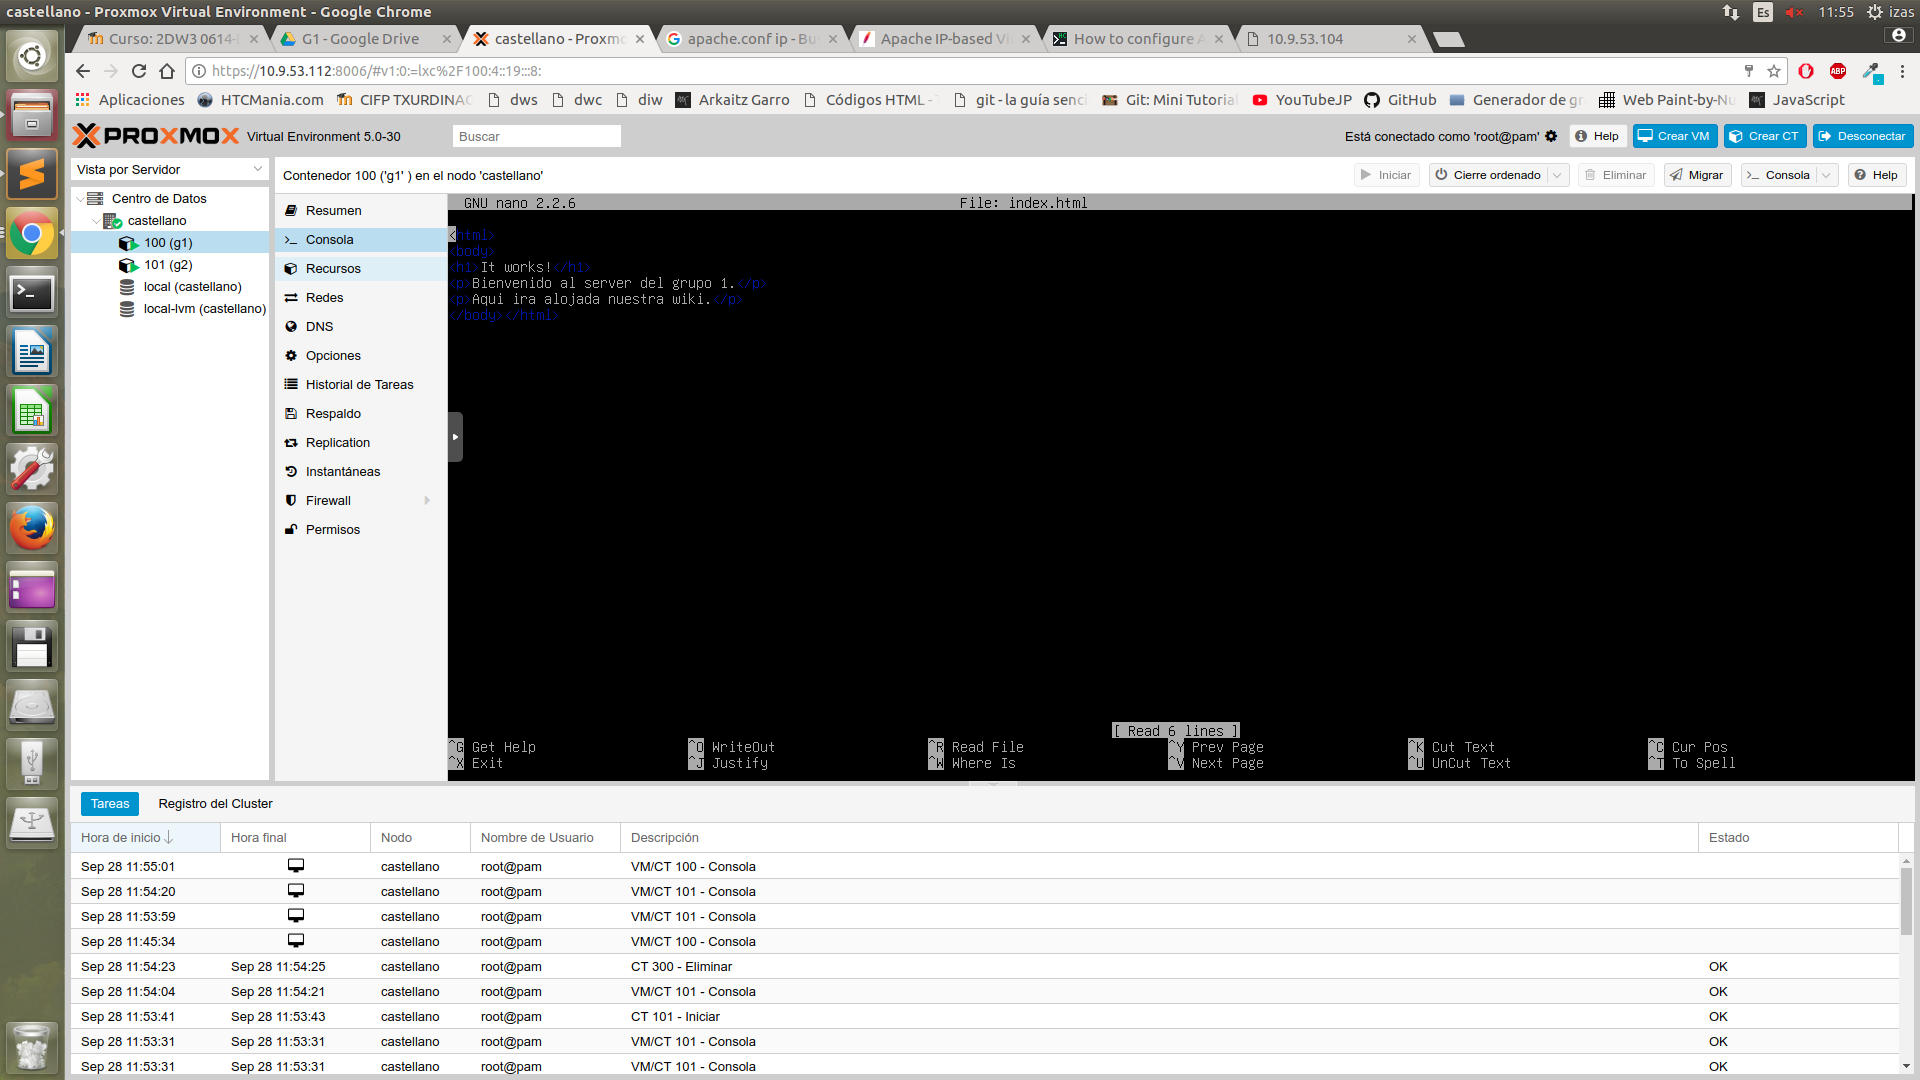 castellano - Proxmox Virtual Environment - Google Chrome
Es 11:55 izas
Curso: 2DW3 0614-
G1 - Google Drive
castellano - Proxmo
apache.conf ip - Bu
Apache IP-based Vi
How to configure A
10.9.53.104
https://10.9.53.112:8006/#v1:0:=lxc%2F100:4::19:::8:
ABP
Aplicaciones
HTCMania.com
CIFP TXURDINAC
dws
dwc
diw
Arkaitz Garro
Códigos HTML -
git - la guía senci
Git: Mini Tutorial
YouTubeJP
GitHub
Generador de gr
Web Paint-by-Nu
JavaScript
PROXMOX Virtual Environment 5.0-30
Buscar
Está conectado como 'root@pam'
Help
Crear VM
Crear CT
Desconectar
Vista por Servidor
Contenedor 100 ('g1' ) en el nodo 'castellano'
Iniciar
Cierre ordenado
Eliminar
Migrar
Consola
Help
Centro de Datos
castellano
100 (g1)
101 (g2)
local (castellano)
local-lvm (castellano)
Resumen
Consola
Recursos
Redes
DNS
Opciones
Historial de Tareas
Respaldo
Replication
Instantáneas
Firewall
Permisos
GNU nano 2.2.6 File: index.html
<html>
<body>
<h1>It works!</h1>
<p>Bienvenido al server del grupo 1.</p>
<p>Aqui ira alojada nuestra wiki.</p>
</body></html>
[ Read 6 lines ]
^G Get Help ^O WriteOut ^R Read File ^Y Prev Page ^K Cut Text ^C Cur Pos
^X Exit ^J Justify ^W Where Is ^V Next Page ^U UnCut Text ^T To Spell
Tareas
Registro del Cluster
Hora de inicio Hora final Nodo Nombre de Usuario Descripción Estado
Sep 28 11:55:01 castellano root@pam VM/CT 100 - Consola
Sep 28 11:54:20 castellano root@pam VM/CT 101 - Consola
Sep 28 11:53:59 castellano root@pam VM/CT 101 - Consola
Sep 28 11:45:34 castellano root@pam VM/CT 100 - Consola
Sep 28 11:54:23 Sep 28 11:54:25 castellano root@pam CT 300 - Eliminar OK
Sep 28 11:54:04 Sep 28 11:54:21 castellano root@pam VM/CT 101 - Consola OK
Sep 28 11:53:41 Sep 28 11:53:43 castellano root@pam CT 101 - Iniciar OK
Sep 28 11:53:31 Sep 28 11:53:31 castellano root@pam VM/CT 101 - Consola OK
Sep 28 11:53:31 Sep 28 11:53:31 castellano root@pam VM/CT 101 - Consola OK